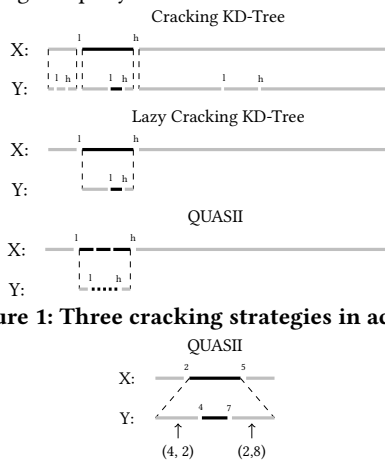 Cracking KD-Tree
l h
X:
l h l h l h
Y:
Lazy Cracking KD-Tree
l h
X:
l h
Y:
QUASII
l h
X:
l h
Y:
ure 1: Three cracking strategies in ac
QUASII
2 5
X:
4 7
Y:
(4, 2) (2,8)